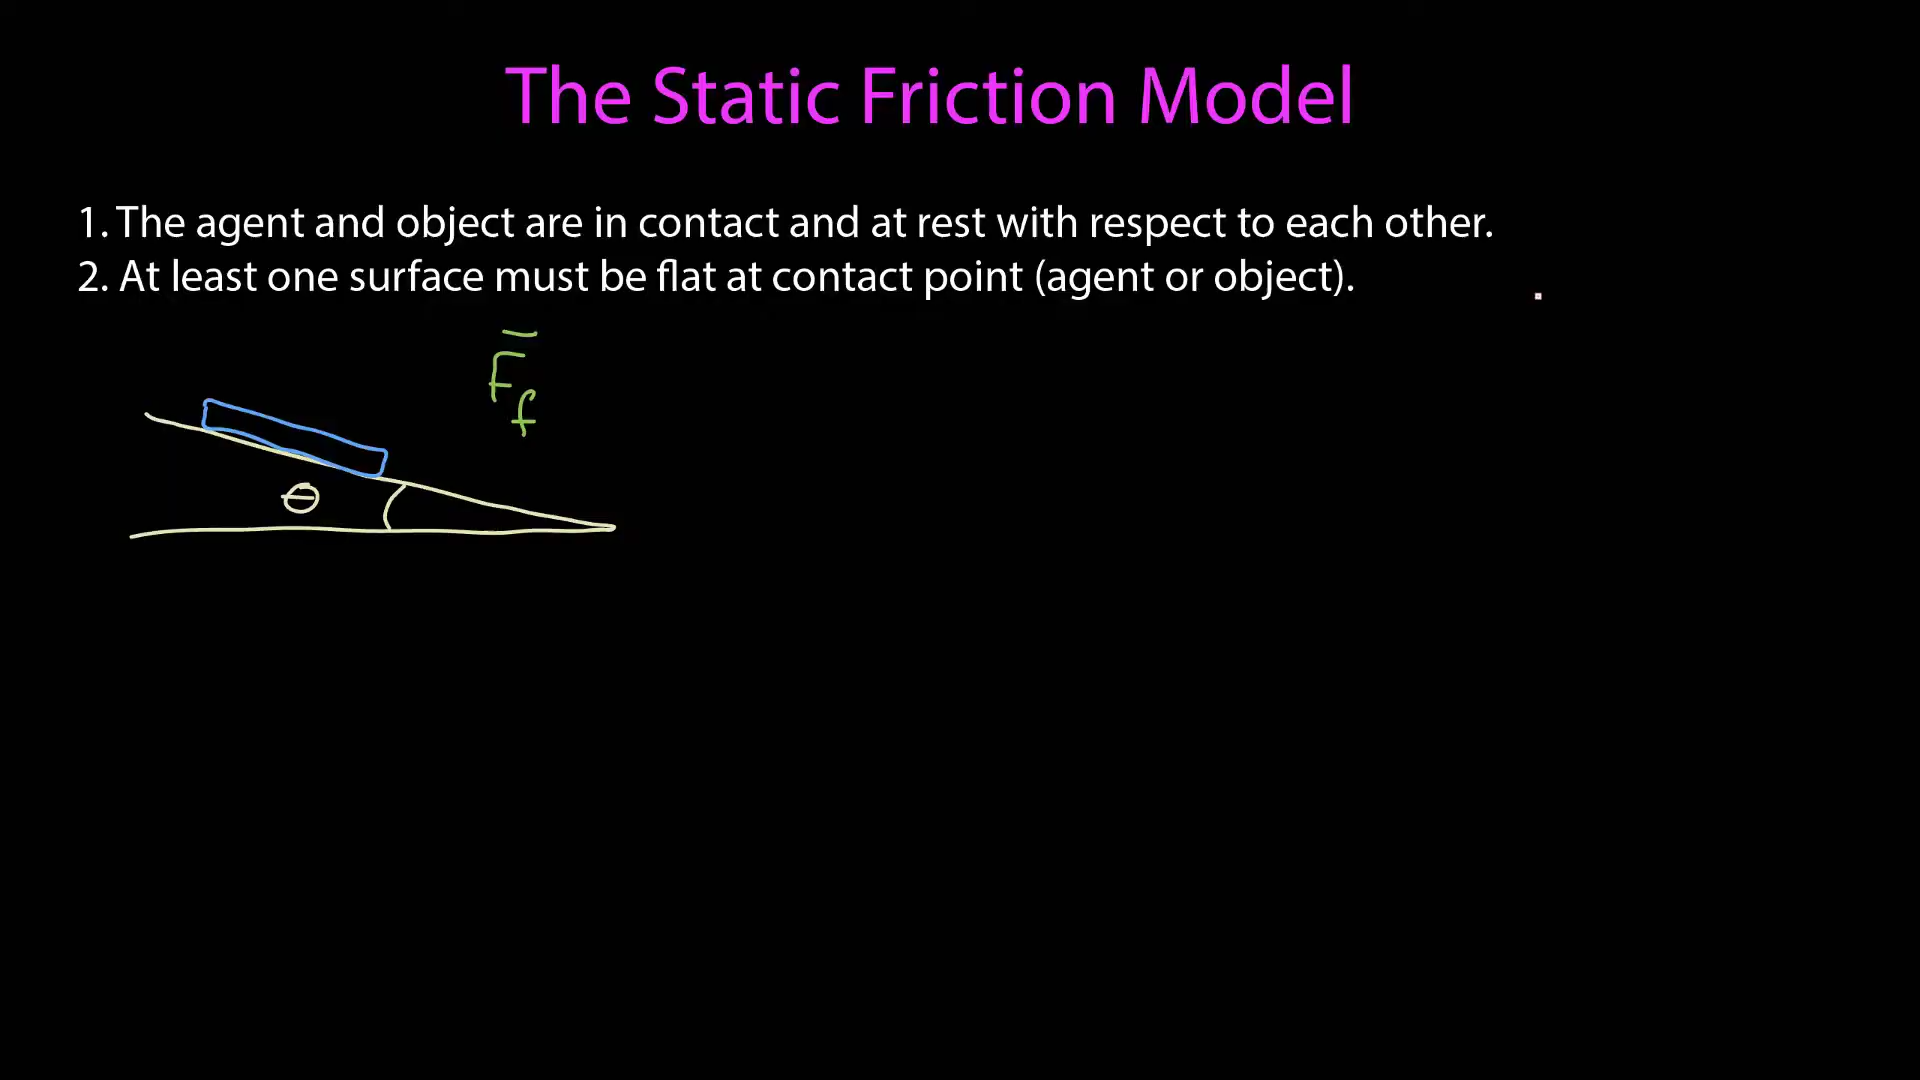 The Static Friction Model
1. The agent and object are in contact and at rest with respect to each other.
2. At least one surface must be flat at contact point (agent or object).
F̅_f
θ